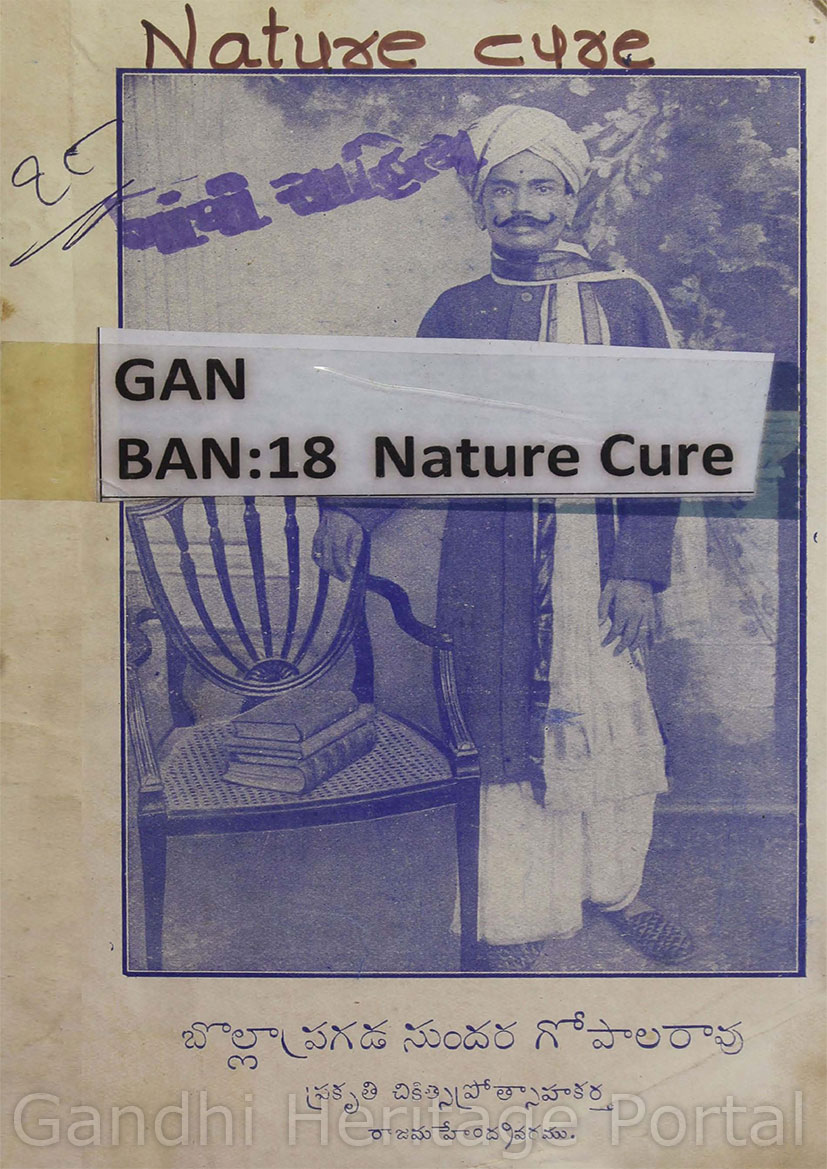 Nature cure
GAN
BAN:18 Nature Cure
బొల్లాప్రగడ సుందర గోపాలరావు
ప్రకృతి చికిత్సప్రోత్సాహకర్త
రాజమహేంద్రవరము.
Gandhi Heritage Portal